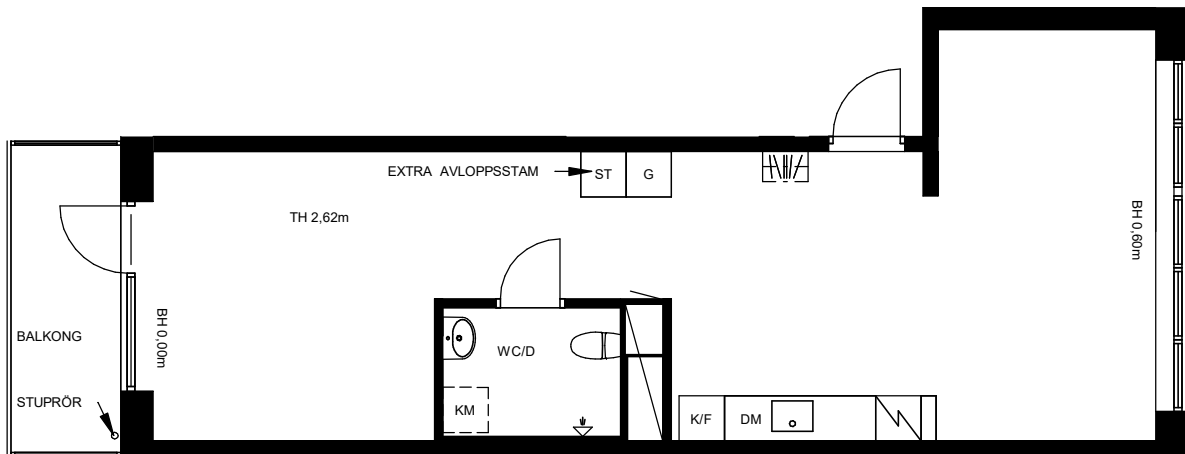 EXTRA AVLOPPSSTAM
ST
G
TH 2,62m
BH 0,60m
BALKONG
BH 0,00m
WC/D
STUPRÖR
KM
K/F
DM